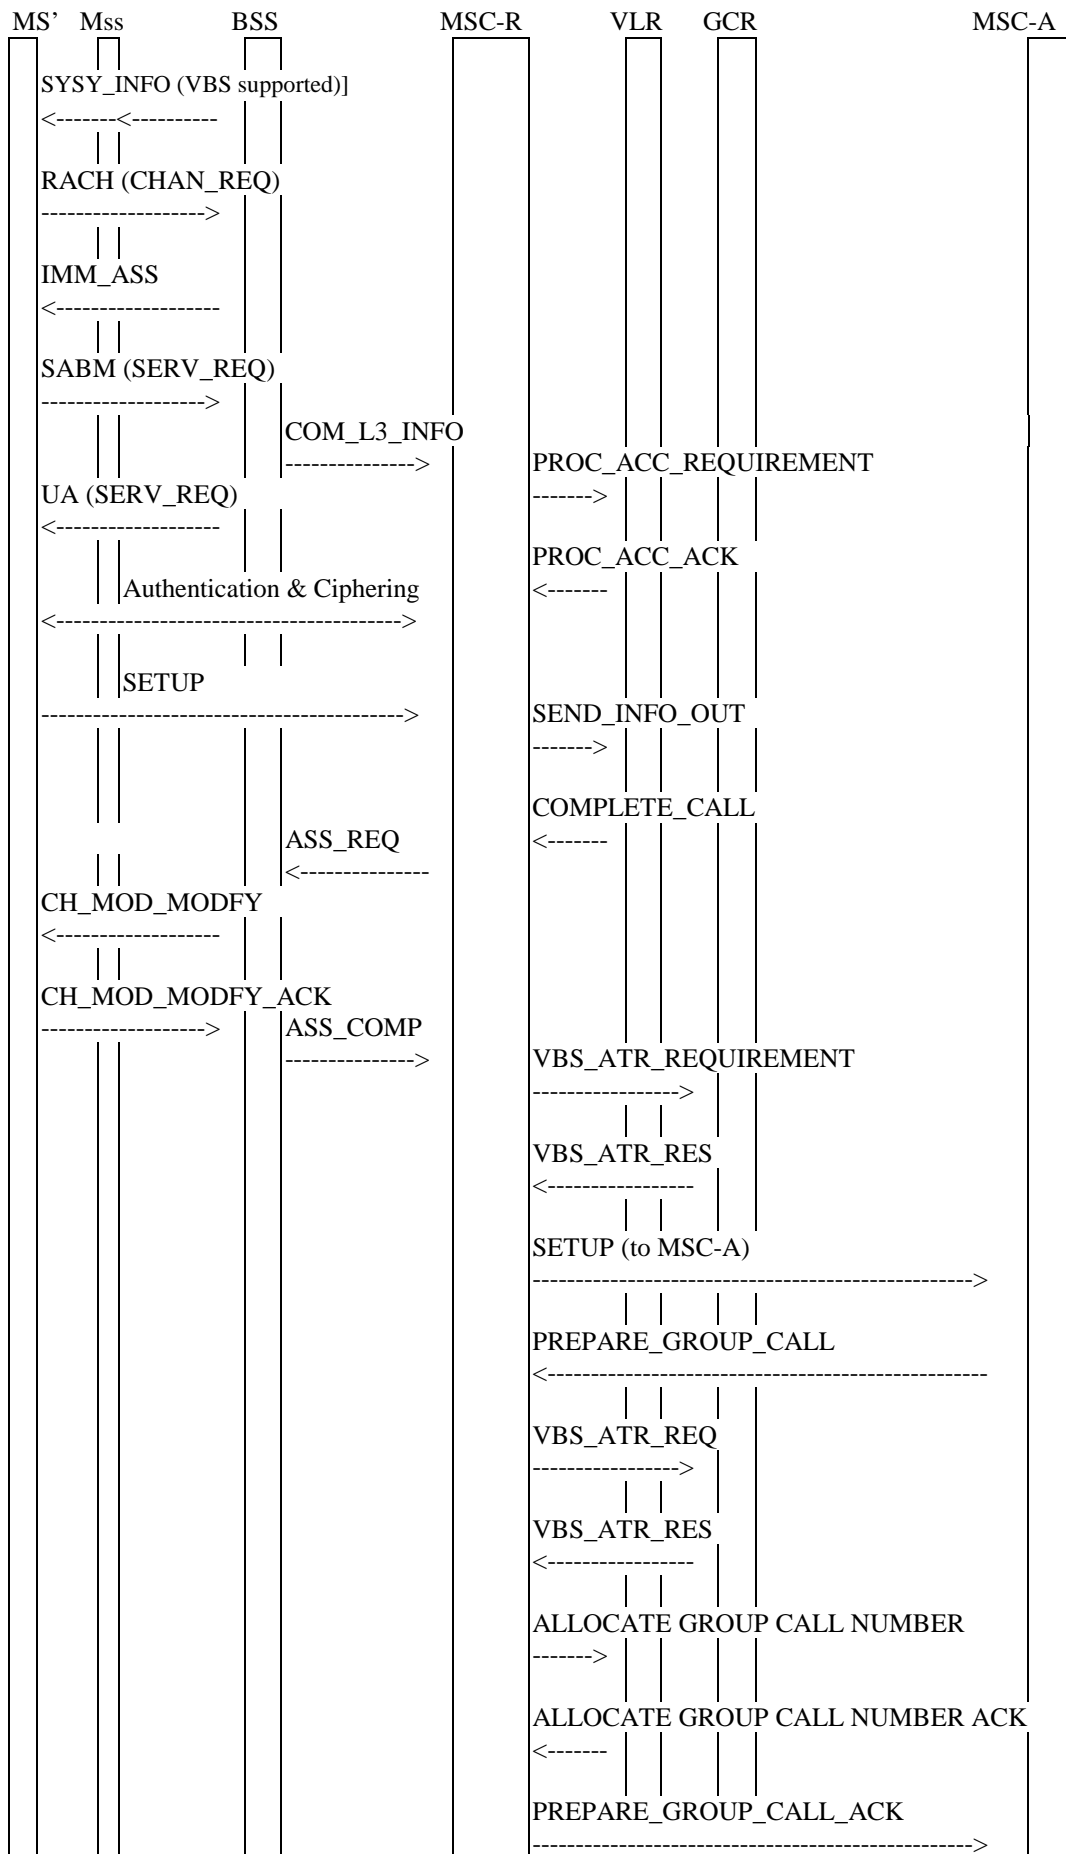 MS’ Mss BSS MSC-R VLR GCR MSC-A
SYSY_INFO (VBS supported)]
<-------<----------
RACH (CHAN_REQ)
------------------->
IMM_ASS
<-------------------
SABM (SERV_REQ)
------------------->
COM_L3_INFO
---------------> PROC_ACC_REQUIREMENT
UA (SERV_REQ) ------->
<-------------------
PROC_ACC_ACK
Authentication & Ciphering <-------
<---------------------------------------->
SETUP
------------------------------------------> SEND_INFO_OUT
------->
COMPLETE_CALL
ASS_REQ <-------
<---------------
CH_MOD_MODFY
<-------------------
CH_MOD_MODFY_ACK
-------------------> ASS_COMP
---------------> VBS_ATR_REQUIREMENT
----------------->
VBS_ATR_RES
<-----------------
SETUP (to MSC-A)
--------------------------------------------------->
PREPARE_GROUP_CALL
<---------------------------------------------------
VBS_ATR_REQ
----------------->
VBS_ATR_RES
<-----------------
ALLOCATE GROUP CALL NUMBER
------->
ALLOCATE GROUP CALL NUMBER ACK
<-------
PREPARE_GROUP_CALL_ACK
--------------------------------------------------->